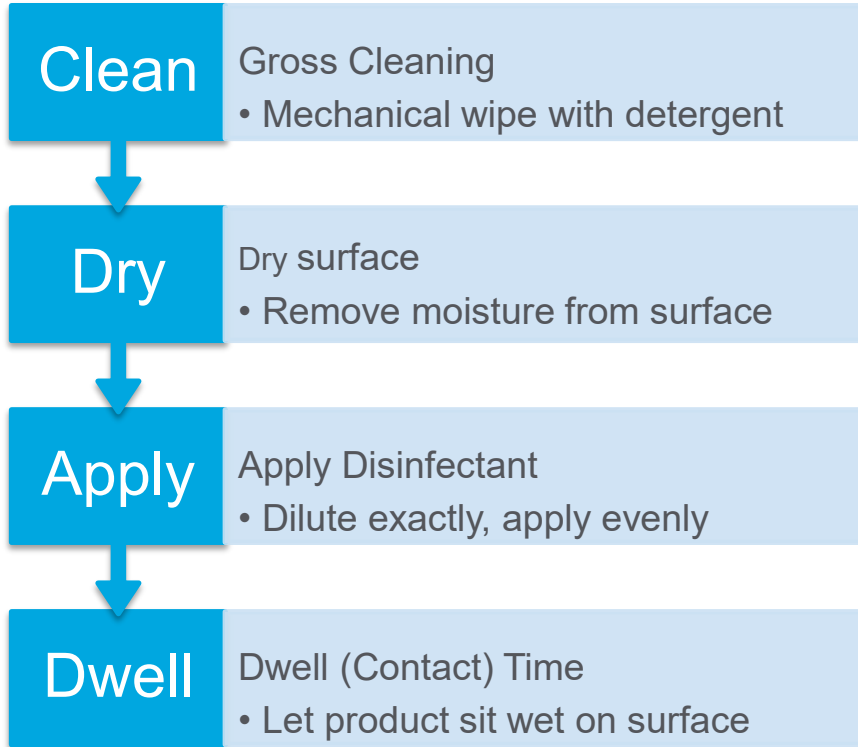 Clean
Gross Cleaning
• Mechanical wipe with detergent
Dry
Dry surface
• Remove moisture from surface
Apply
Apply Disinfectant
• Dilute exactly, apply evenly
Dwell
Dwell (Contact) Time
• Let product sit wet on surface